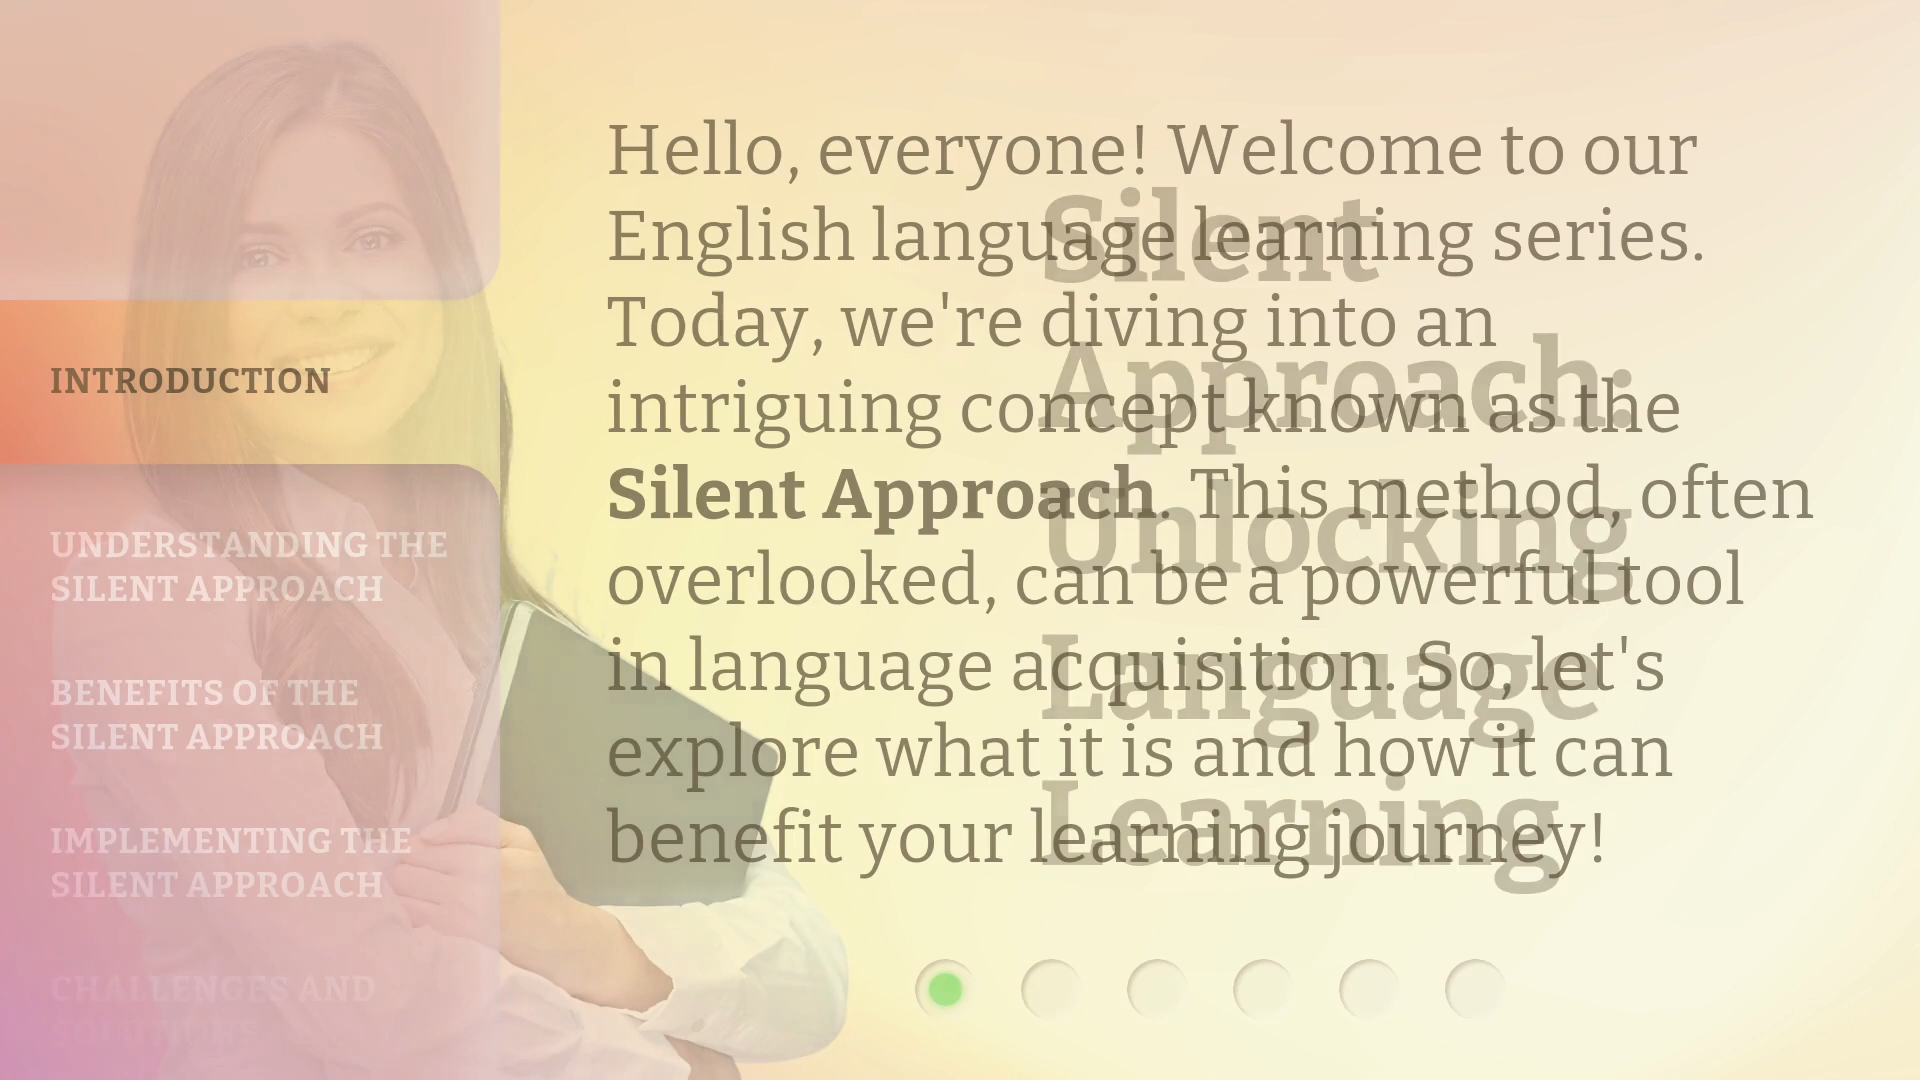 INTRODUCTION
UNDERSTANDING THE
SILENT APPROACH
BENEFITS OF THE
SILENT APPROACH
IMPLEMENTING THE
SILENT APPROACH
CHALLENGES AND
SOLUTIONS
Hello, everyone! Welcome to our
English language learning series.
Today, we're diving into an
intriguing concept known as the
Silent Approach. This method, often
overlooked, can be a powerful tool
in language acquisition. So, let's
explore what it is and how it can
benefit your learning journey!
Silent
Approach:
Unlocking
Language
Learning